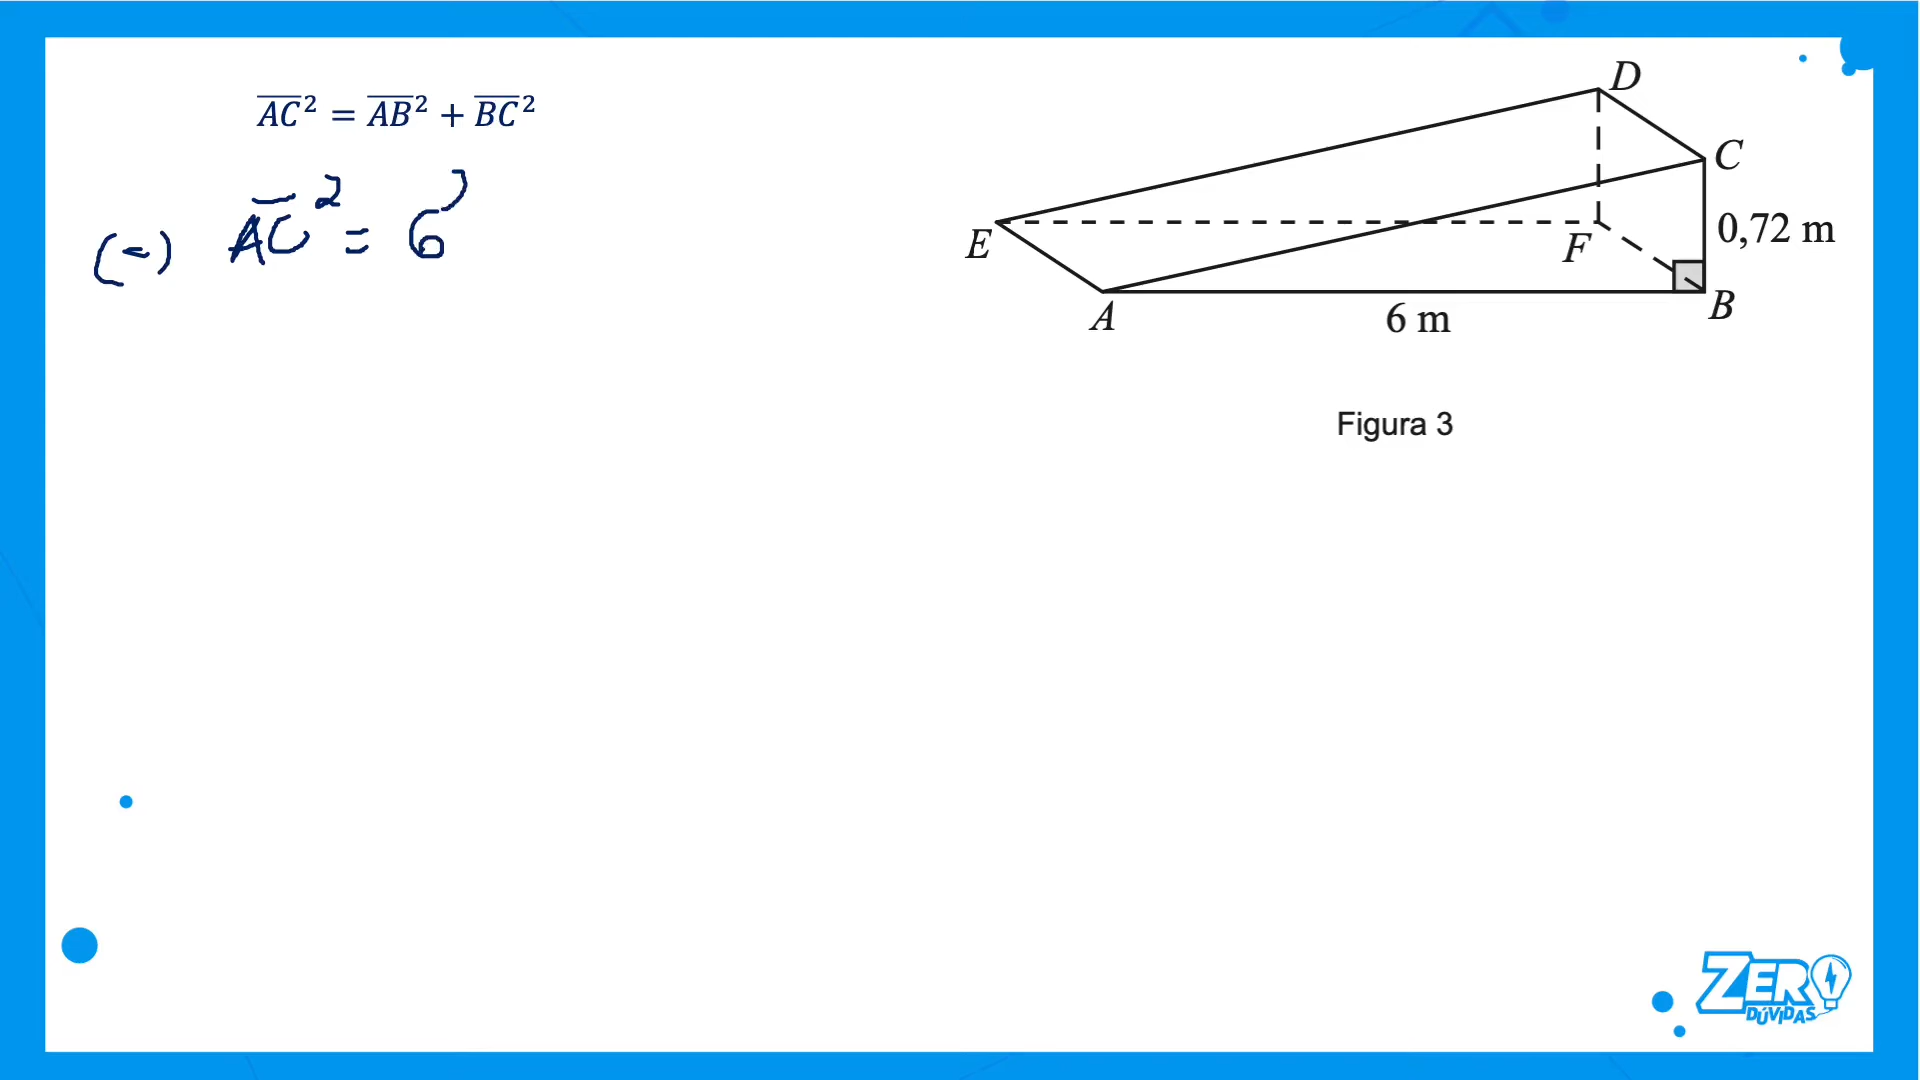 AC² = AB² + BC²
(=) AC² = 6²
D
C
0,72 m
E
F
B
A
6 m
Figura 3
ZERO
DÚVIDAS